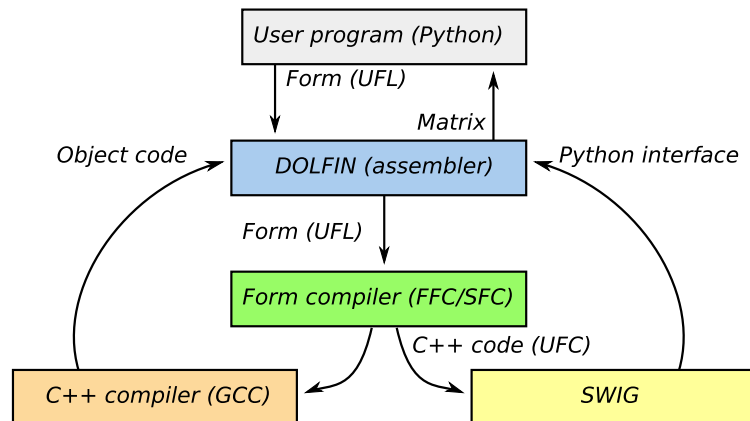 User program (Python)
Form (UFL)
Matrix
Object code
Python interface
DOLFIN (assembler)
Form (UFL)
Form compiler (FFC/SFC)
C++ code (UFC)
C++ compiler (GCC)
SWIG